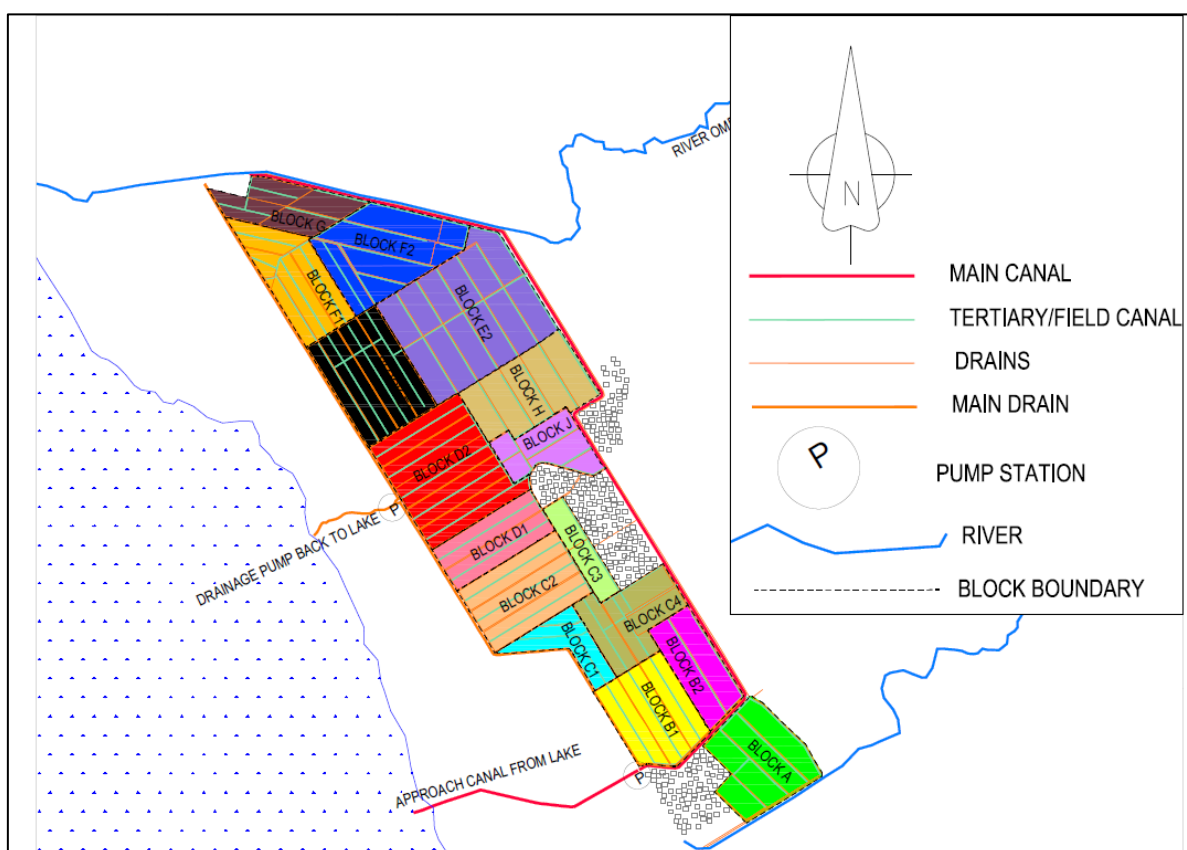 RIVER OM
BLOCK G
BLOCK F2
BLOCK F1
BLOCK E2
BLOCK H
BLOCK J
BLOCK D2
P
DRAINAGE PUMP BACK TO LAKE
BLOCK D1
BLOCK C3
BLOCK C2
BLOCK C4
BLOCK C1
BLOCK B2
BLOCK B1
BLOCK A
P
APPROACH CANAL FROM LAKE
N
MAIN CANAL
TERTIARY/FIELD CANAL
DRAINS
MAIN DRAIN
P
PUMP STATION
RIVER
BLOCK BOUNDARY